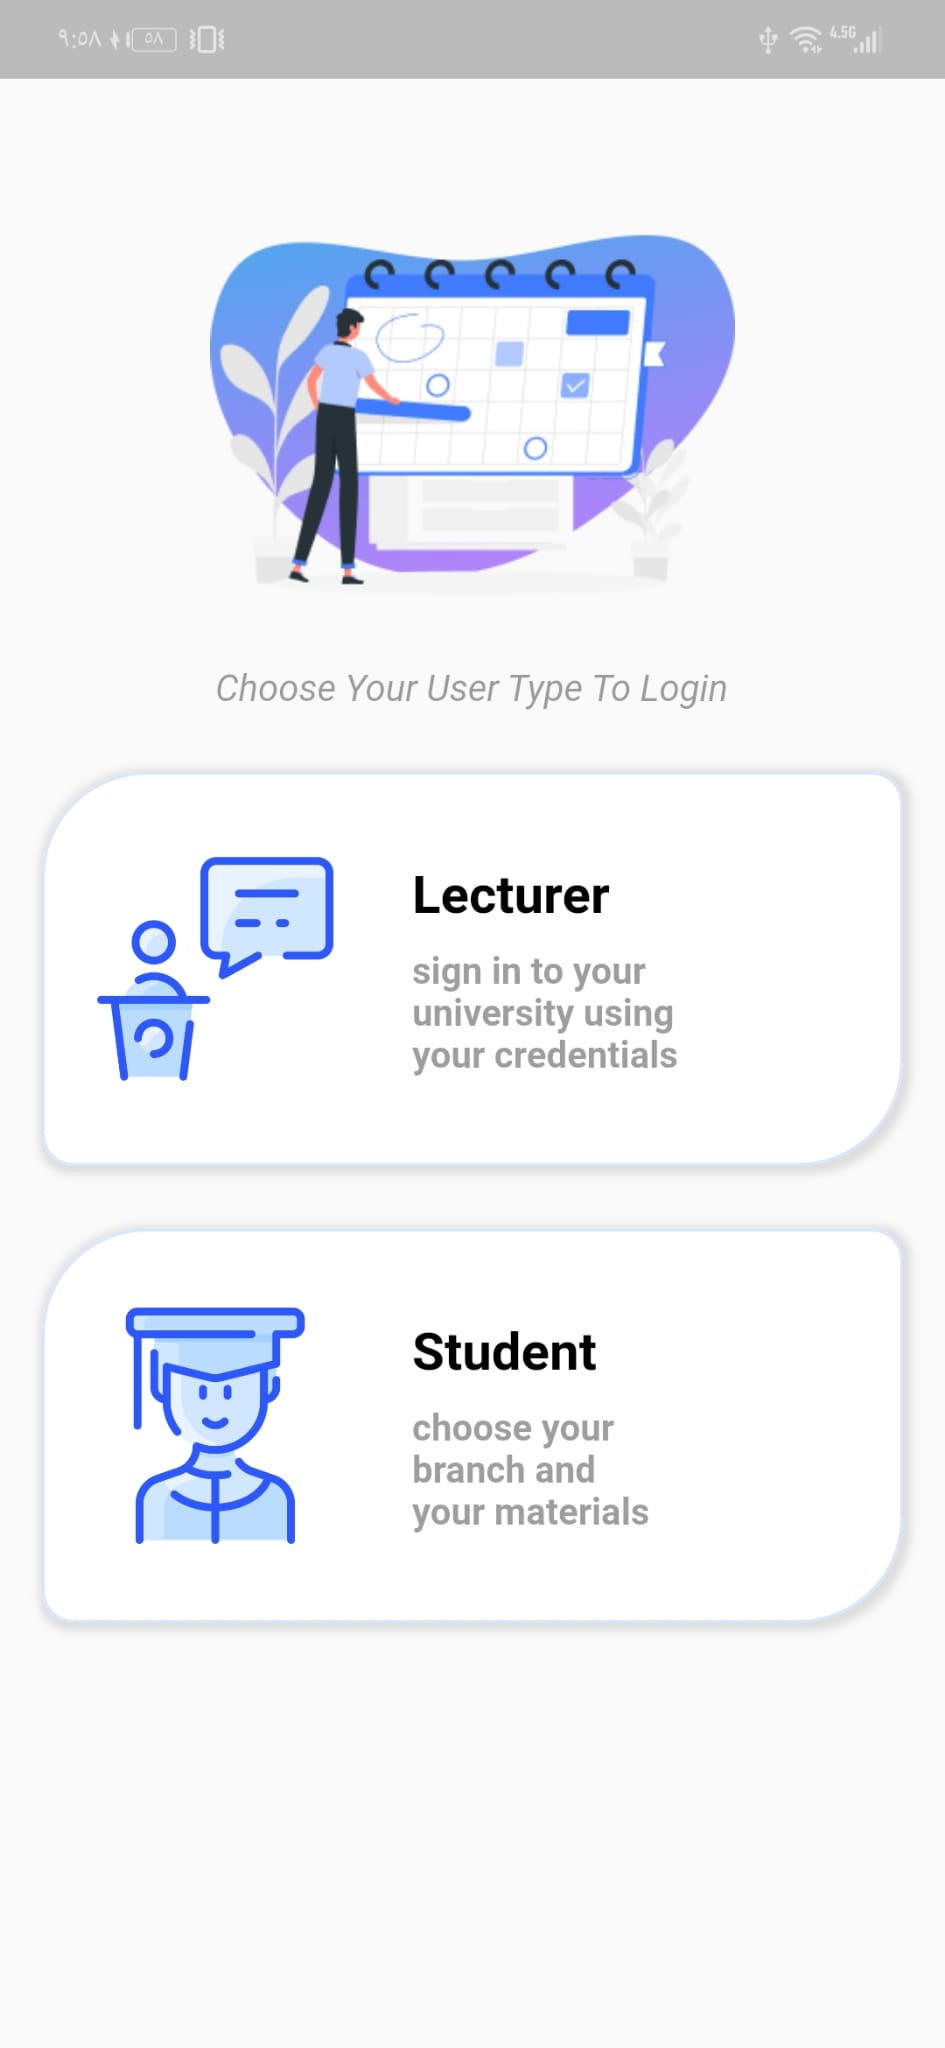 ٩:٥٨ ٥٨ 4.5G
Choose Your User Type To Login
Lecturer
sign in to your
university using
your credentials
Student
choose your
branch and
your materials